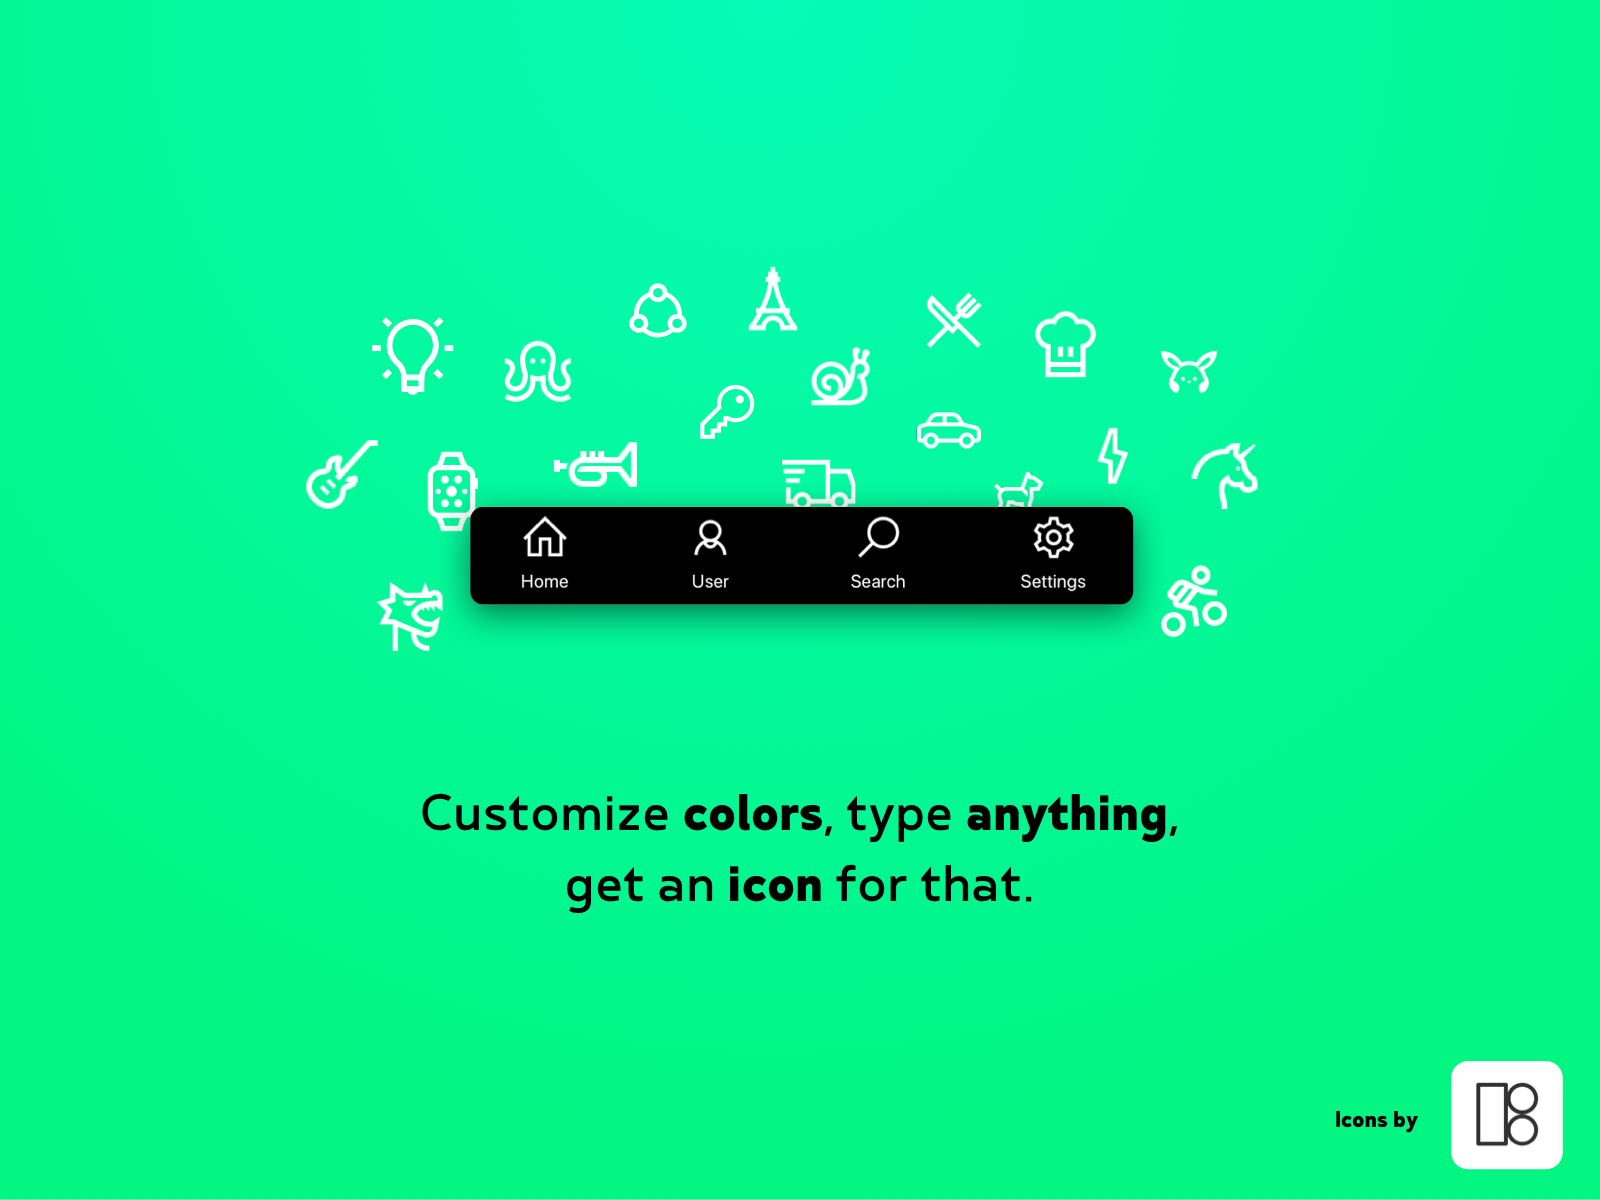 Home
User
Search
Settings
Customize colors, type anything,
get an icon for that.
Icons by